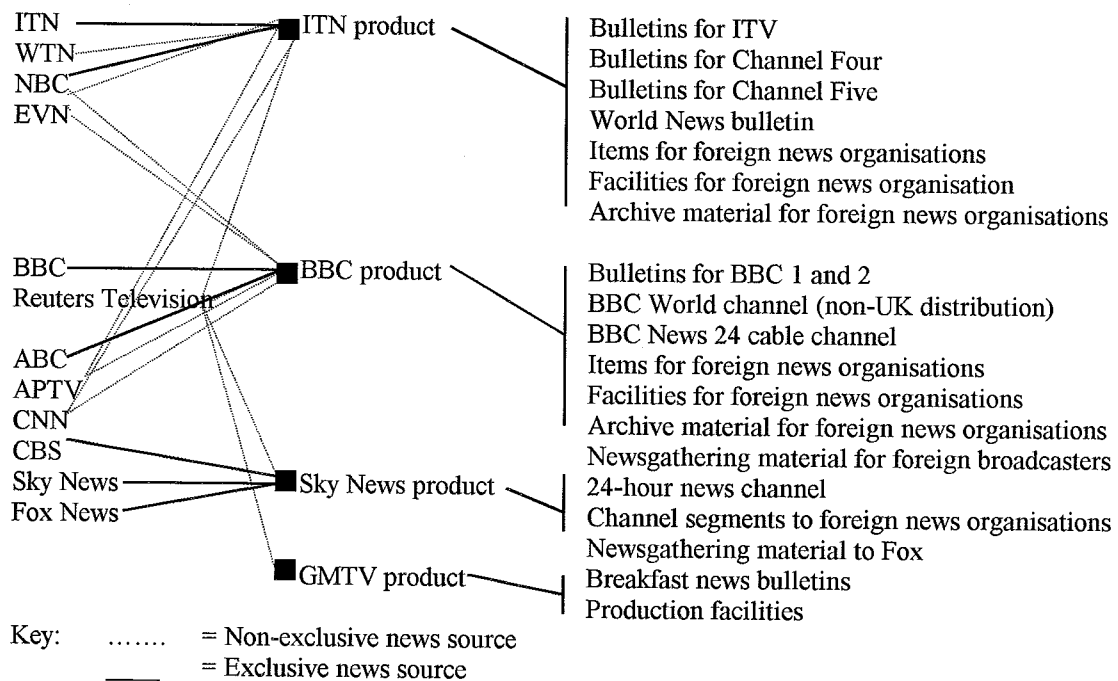 ITN
WTN
NBC
EVN
ITN product
Bulletins for ITV
Bulletins for Channel Four
Bulletins for Channel Five
World News bulletin
Items for foreign news organisations
Facilities for foreign news organisation
Archive material for foreign news organisations
BBC
Reuters Television
ABC
APTV
CNN
CBS
Sky News
Fox News
BBC product
Bulletins for BBC 1 and 2
BBC World channel (non-UK distribution)
BBC News 24 cable channel
Items for foreign news organisations
Facilities for foreign news organisations
Archive material for foreign news organisations
Newsgathering material for foreign broadcasters
Sky News product
24-hour news channel
Channel segments to foreign news organisations
Newsgathering material to Fox
GMTV product
Breakfast news bulletins
Production facilities
Key: ....... = Non-exclusive news source
= Exclusive news source